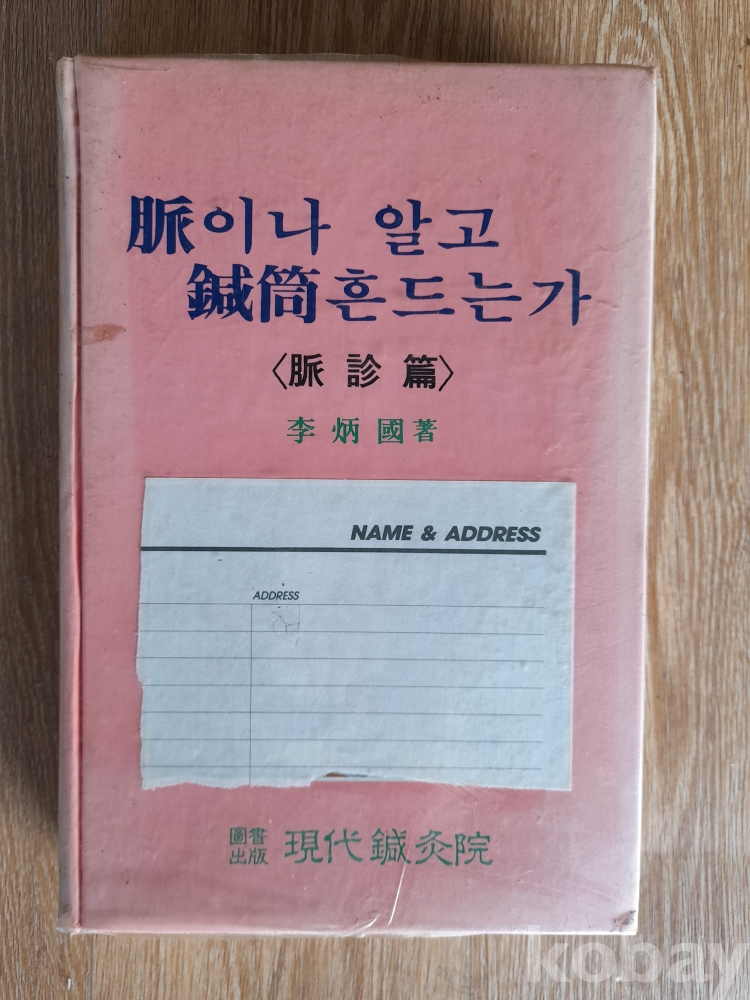 脈이나 알고
鍼筒흔드는가
〈脈診篇〉
李炳國著
NAME & ADDRESS
ADDRESS
圖書出版 現代鍼灸院
kobay